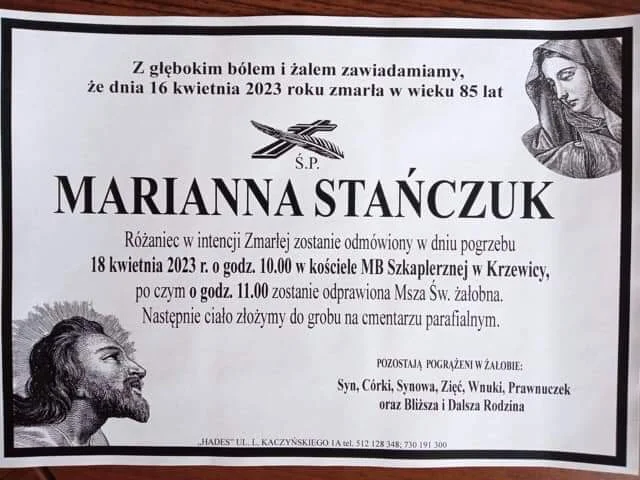 Z głębokim bólem i żalem zawiadamiamy,
że dnia 16 kwietnia 2023 roku zmarła w wieku 85 lat
Ś.P.
MARIANNA STAŃCZUK
Różaniec w intencji Zmarłej zostanie odmówiony w dniu pogrzebu
18 kwietnia 2023 r. o godz. 10.00 w kościele MB Szkaplerznej w Krzewicy,
po czym o godz. 11.00 zostanie odprawiona Msza Św. żałobna.
Następnie ciało złożymy do grobu na cmentarzu parafialnym.
POZOSTAJĄ POGRĄŻENI W ŻAŁOBIE:
Syn, Córki, Synowa, Zięć, Wnuki, Prawnuczek
oraz Bliższa i Dalsza Rodzina
„HADES" UL. L. KACZYŃSKIEGO 1A tel. 512 128 348; 730 191 300